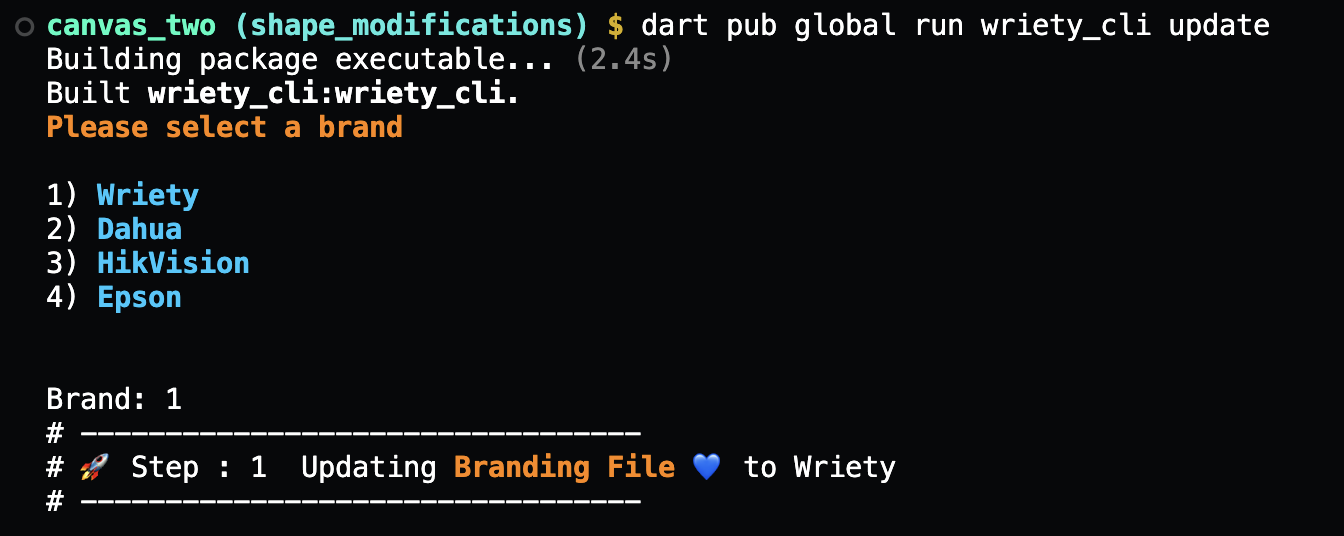 canvas_two (shape_modifications) $ dart pub global run wriety_cli update
Building package executable... (2.4s)
Built wriety_cli:wriety_cli.
Please select a brand
1) Wriety
2) Dahua
3) HikVision
4) Epson
Brand: 1
# ---------------------------------
# 🚀 Step : 1  Updating Branding File 💙 to Wriety
# ---------------------------------